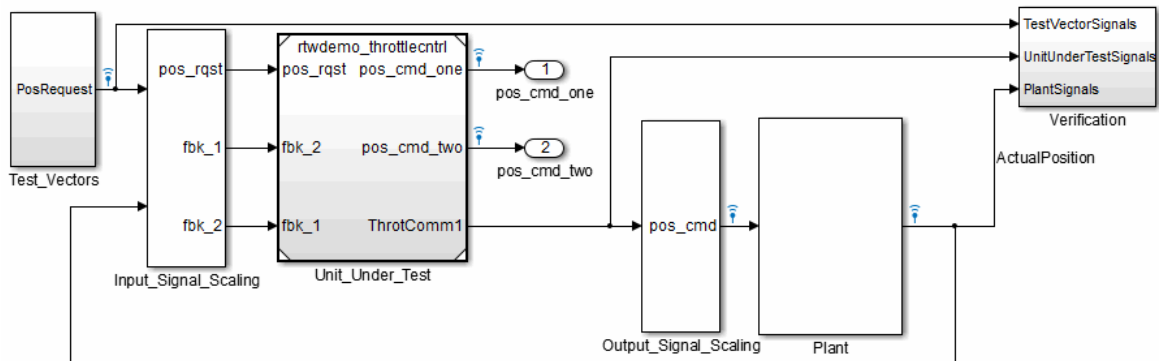 PosRequest
Test_Vectors
pos_rqst
fbk_1
fbk_2
Input_Signal_Scaling
rtwdemo_throttlecntrl
pos_rqst pos_cmd_one
fbk_2 pos_cmd_two
fbk_1 ThrotComm1
Unit_Under_Test
1
pos_cmd_one
2
pos_cmd_two
pos_cmd
Output_Signal_Scaling
Plant
TestVectorSignals
UnitUnderTestSignals
PlantSignals
Verification
ActualPosition